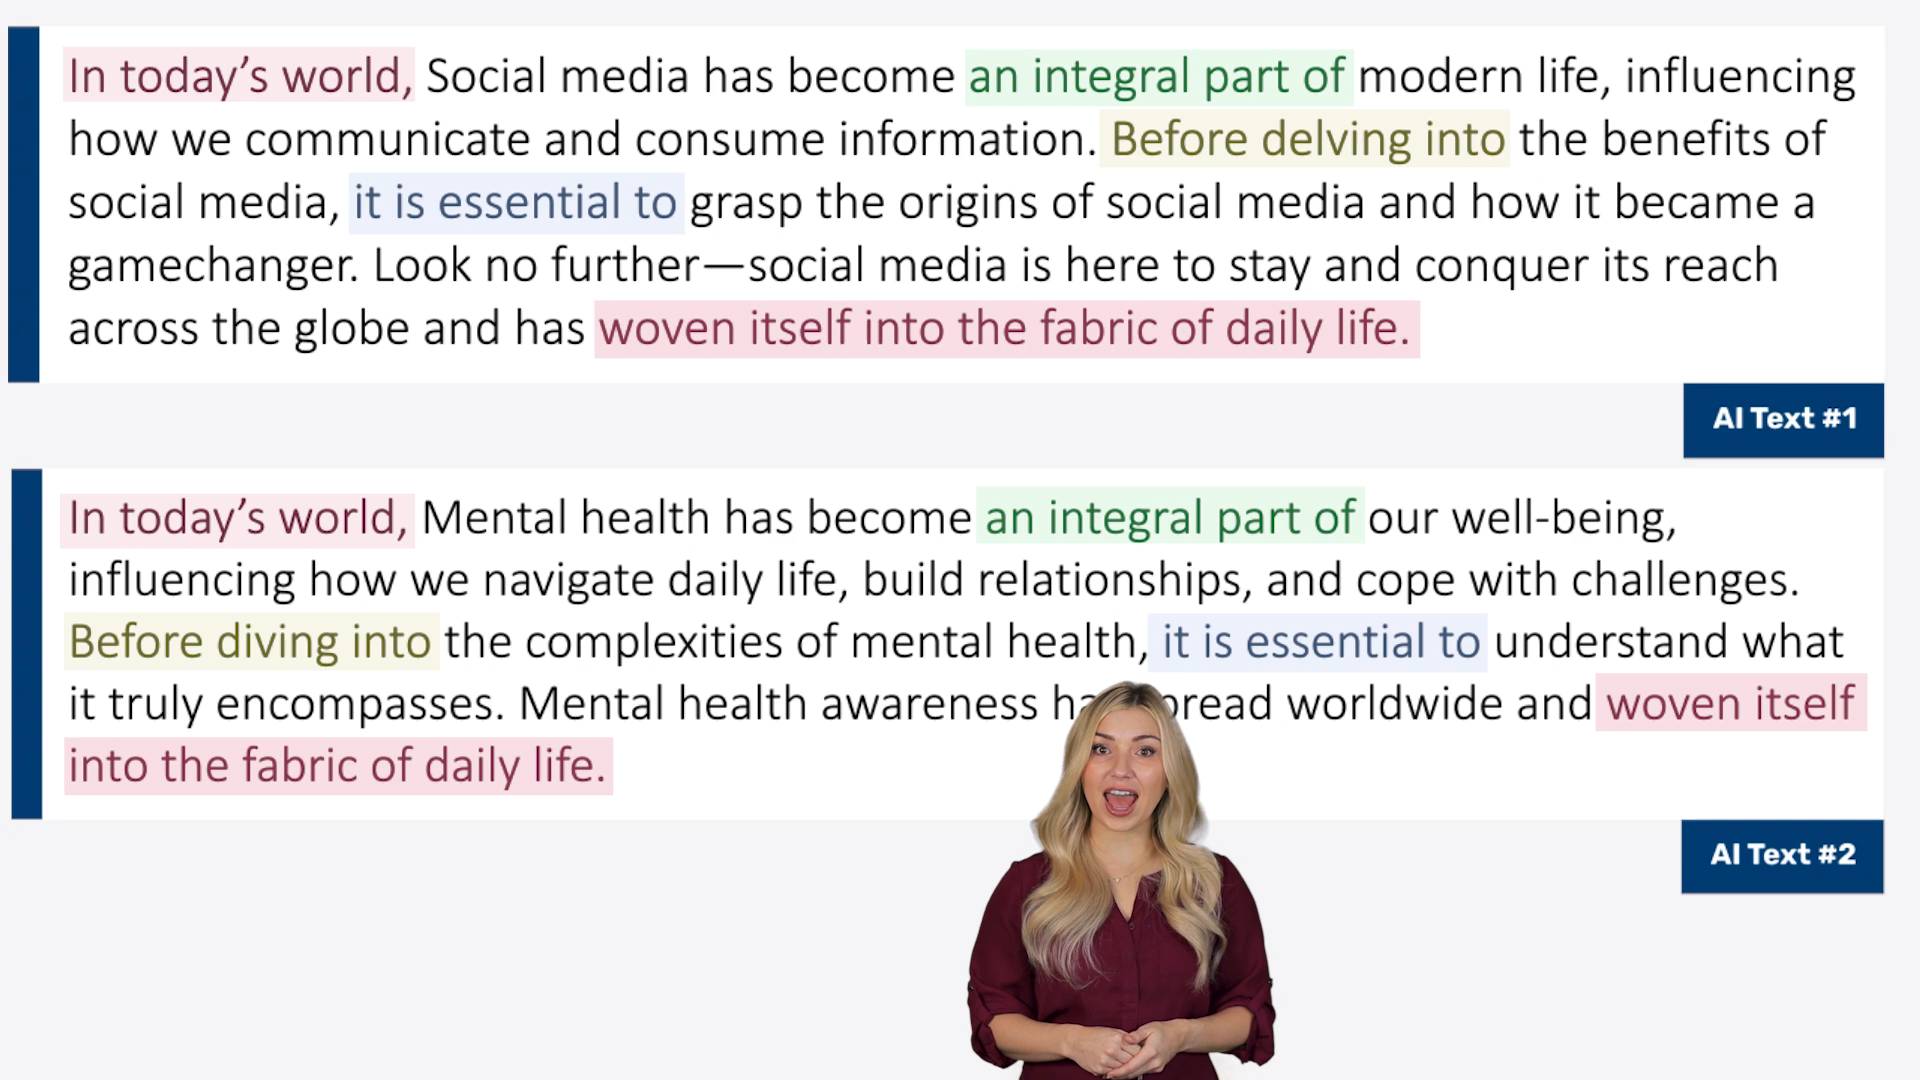 In today’s world, Social media has become an integral part of modern life, influencing
how we communicate and consume information. Before delving into the benefits of
social media, it is essential to grasp the origins of social media and how it became a
gamechanger. Look no further—social media is here to stay and conquer its reach
across the globe and has woven itself into the fabric of daily life.
AI Text #1
In today’s world, Mental health has become an integral part of our well-being,
influencing how we navigate daily life, build relationships, and cope with challenges.
Before diving into the complexities of mental health, it is essential to understand what
it truly encompasses. Mental health awareness worldwide and woven itself
into the fabric of daily life.
AI Text #2